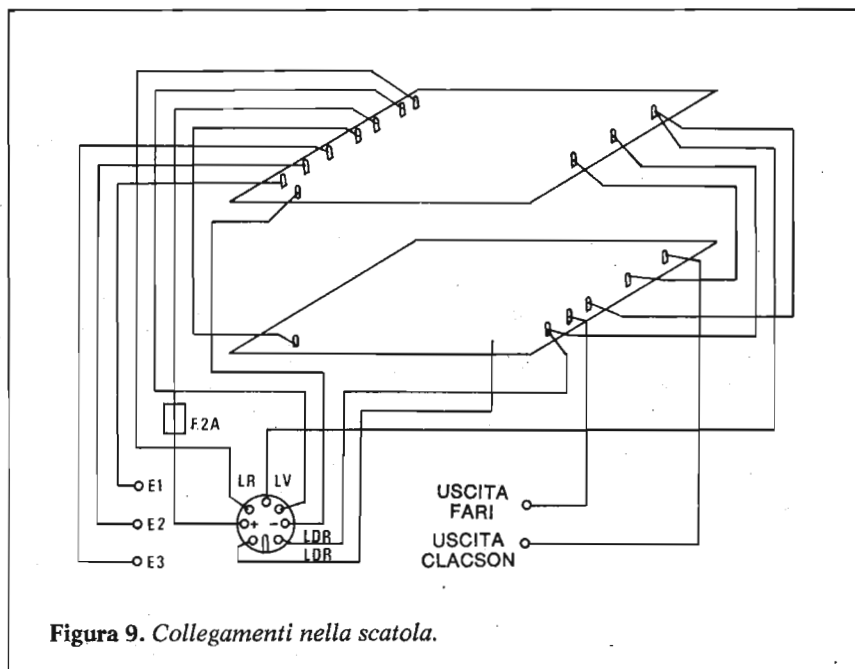 F.2A
LR LV
E1
+ -
E2
LDR
LDR
E3
USCITA
FARI
USCITA
CLACSON
Figura 9. Collegamenti nella scatola.